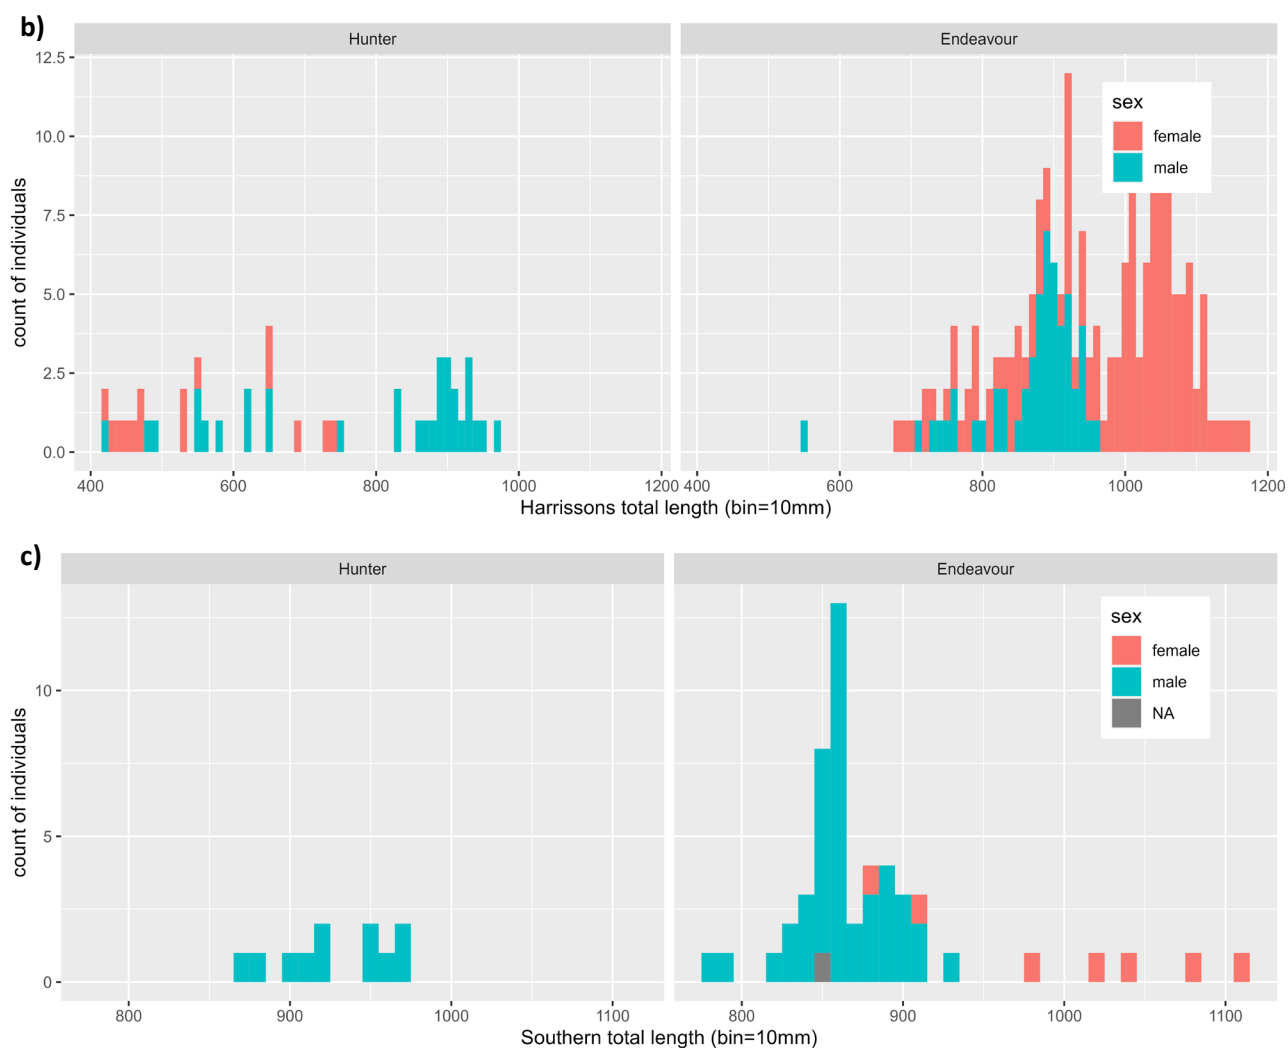 b)
Hunter
Endeavour
12.5
10.0
7.5
5.0
2.5
0.0
count of individuals
sex
female
male
400 600 800 1000 1200 400 600 800 1000 1200
Harrissons total length (bin=10mm)
c)
Hunter
Endeavour
10
5
0
count of individuals
sex
female
male
NA
800 900 1000 1100 800 900 1000 1100
Southern total length (bin=10mm)